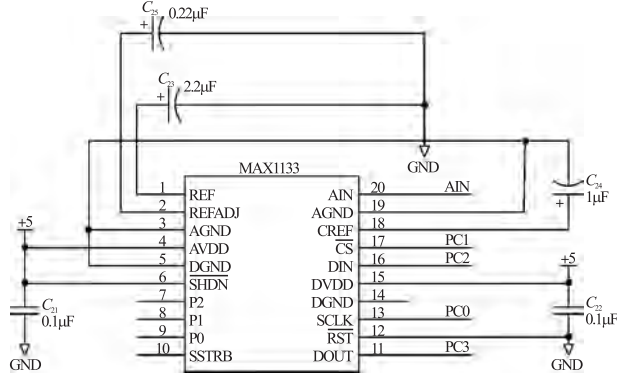 C25
0.22μF
+
C23
2.2μF
+
GND
MAX1133
C24
1μF
+
1 REF AIN 20 AIN
2 REFADJ AGND 19
3 AGND CREF 18
+5
4 AVDD CS 17 PC1
5 DGND DIN 16 PC2
+5
6 SHDN DVDD 15
7 P2 DGND 14
C21
0.1μF
C22
0.1μF
8 P1 SCLK 13 PC0
9 P0 RST 12
10 SSTRB DOUT 11 PC3
GND
GND